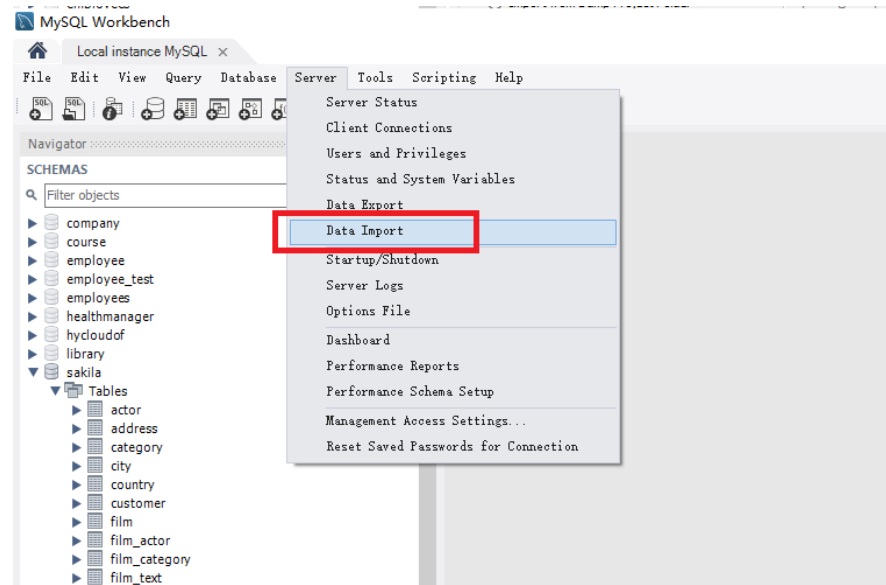 MySQL Workbench
Local instance MySQL ×
File Edit View Query Database Server Tools Scripting Help
SQL SQL
Navigator
SCHEMAS
Filter objects
company
course
employee
employee_test
employees
healthmanager
hycloudof
library
sakila
Tables
actor
address
category
city
country
customer
film
film_actor
film_category
film_text
Server Status
Client Connections
Users and Privileges
Status and System Variables
Data Export
Data Import
Startup/Shutdown
Server Logs
Options File
Dashboard
Performance Reports
Performance Schema Setup
Management Access Settings...
Reset Saved Passwords for Connection